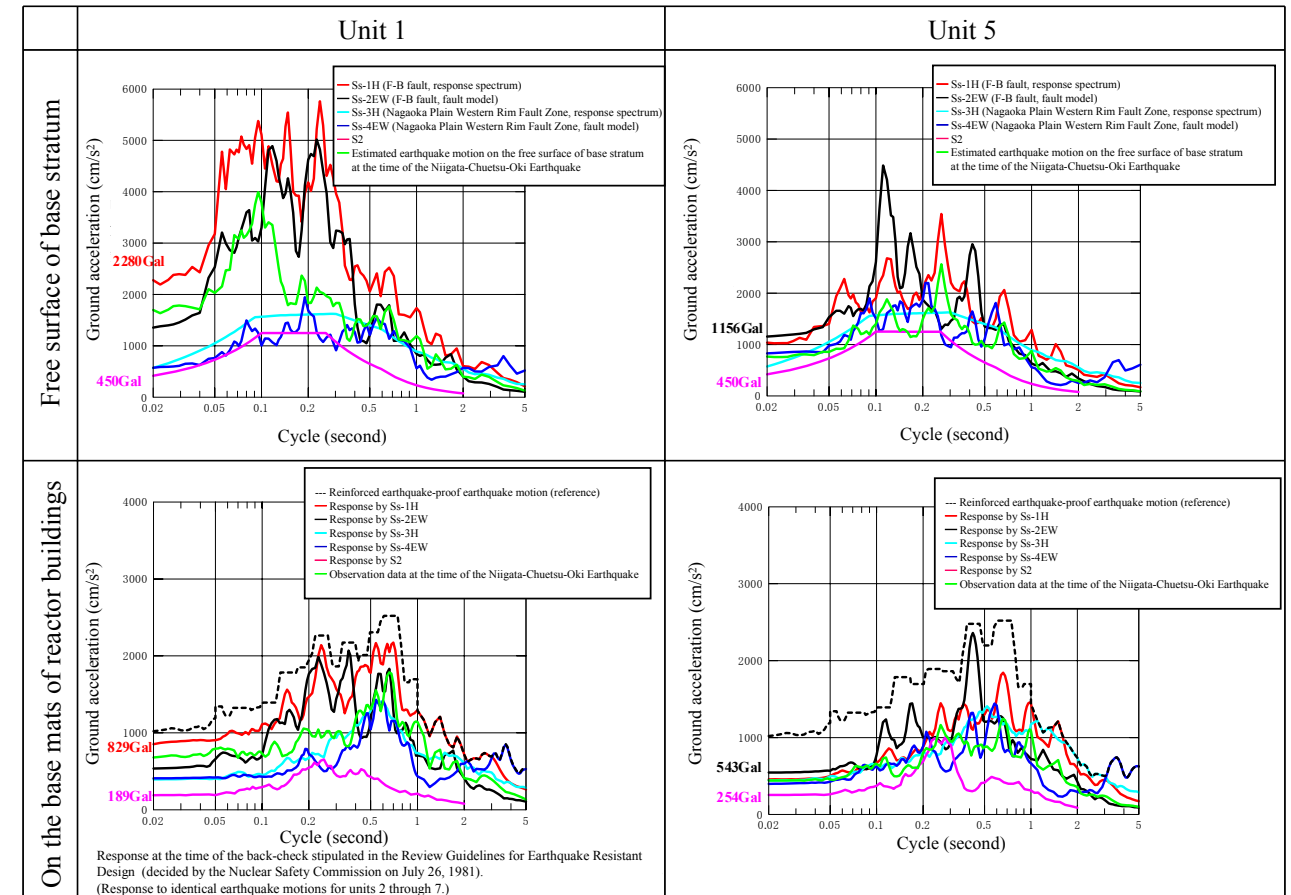 Unit 1
Unit 5
Free surface of base stratum
Ground acceleration (cm/s²)
6000
5000
4000
3000
2000
1000
0
2280Gal
450Gal
0.02
0.05
0.1
0.2
0.5
1
2
5
Cycle (second)
Ss-1H (F-B fault, response spectrum)
Ss-2EW (F-B fault, fault model)
Ss-3H (Nagaoka Plain Western Rim Fault Zone, response spectrum)
Ss-4EW (Nagaoka Plain Western Rim Fault Zone, fault model)
S2
Estimated earthquake motion on the free surface of base stratum
at the time of the Niigata-Chuetsu-Oki Earthquake
Ground acceleration (cm/s²)
6000
5000
4000
3000
2000
1000
0
1156Gal
450Gal
0.02
0.05
0.1
0.2
0.5
1
2
5
Cycle (second)
Ss-1H (F-B fault, response spectrum)
Ss-2EW (F-B fault, fault model)
Ss-3H (Nagaoka Plain Western Rim Fault Zone, response spectrum)
Ss-4EW (Nagaoka Plain Western Rim Fault Zone, fault model)
S2
Estimated earthquake motion on the free surface of base stratum
at the time of the Niigata-Chuetsu-Oki Earthquake
On the base mats of reactor buildings
Ground acceleration (cm/s²)
4000
3000
2000
1000
0
829Gal
189Gal
0.02
0.05
0.1
0.2
0.5
1
2
5
Cycle (second)
--- Reinforced earthquake-proof earthquake motion (reference)
Response by Ss-1H
Response by Ss-2EW
Response by Ss-3H
Response by Ss-4EW
Response by S2
Observation data at the time of the Niigata-Chuetsu-Oki Earthquake
Response at the time of the back-check stipulated in the Review Guidelines for Earthquake Resistant
Design (decided by the Nuclear Safety Commission on July 26, 1981).
(Response to identical earthquake motions for units 2 through 7.)
Ground acceleration (cm/s²)
4000
3000
2000
1000
0
543Gal
254Gal
0.02
0.05
0.1
0.2
0.5
1
2
5
Cycle (second)
--- Reinforced earthquake-proof earthquake motion (reference)
Response by Ss-1H
Response by Ss-2EW
Response by Ss-3H
Response by Ss-4EW
Response by S2
Observation data at the time of the Niigata-Chuetsu-Oki Earthquake